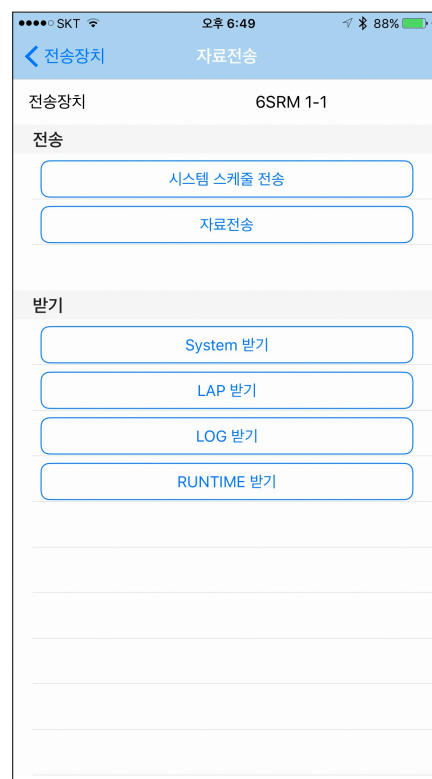 SKT 오후 6:49 88%
전송장치 자료전송
전송장치 6SRM 1-1
전송
시스템 스케줄 전송
자료전송
받기
System 받기
LAP 받기
LOG 받기
RUNTIME 받기